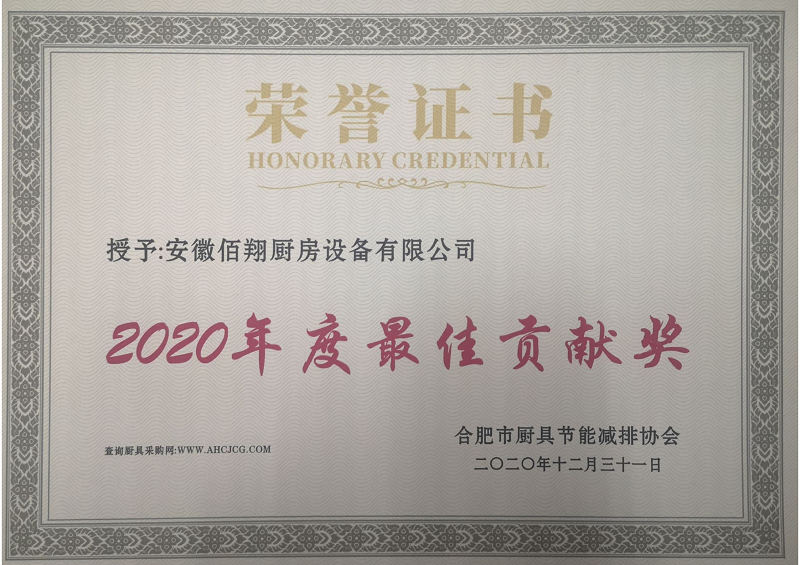 荣誉证书
HONORARY CREDENTIAL
授予:安徽佰翔厨房设备有限公司
2020年度最佳贡献奖
合肥市厨具节能减排协会
查询厨具采购网:WWW.AHCJCG.COM
二〇二〇年十二月三十一日